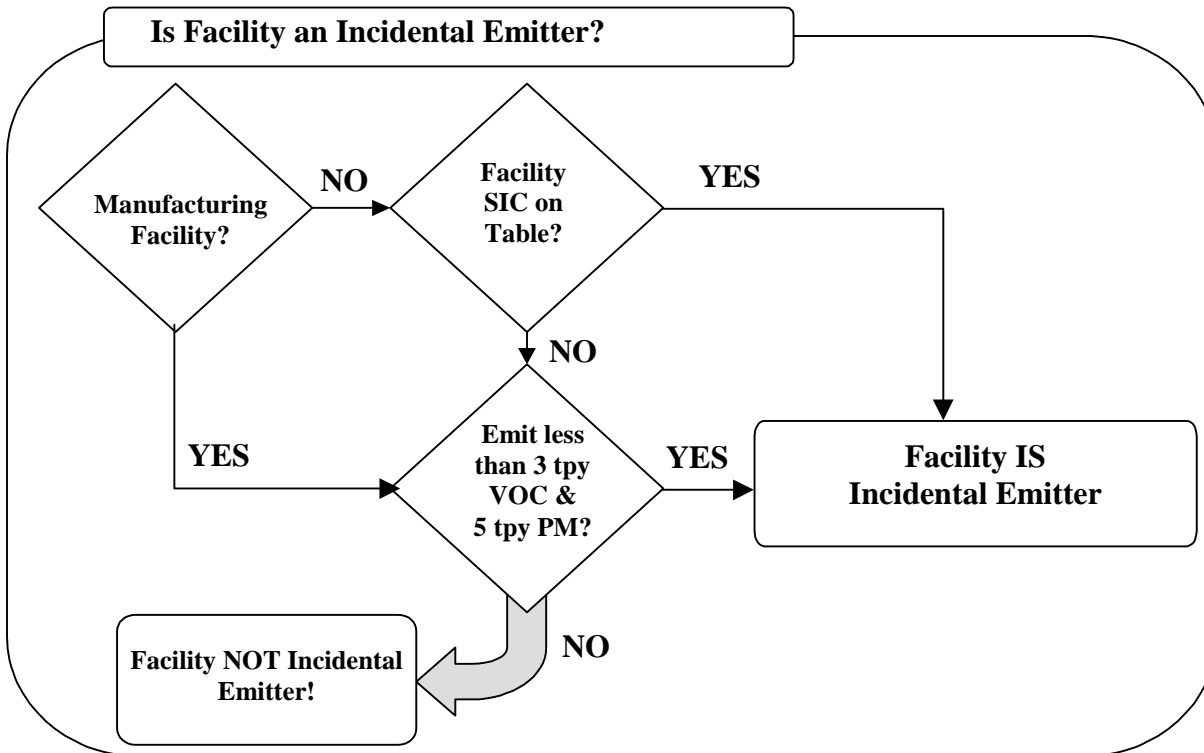 Is Facility an Incidental Emitter?
Manufacturing
Facility?
NO
Facility
SIC on
Table?
YES
NO
YES
Emit less
than 3 tpy
VOC &
5 tpy PM?
YES
Facility IS
Incidental Emitter
NO
Facility NOT Incidental
Emitter!